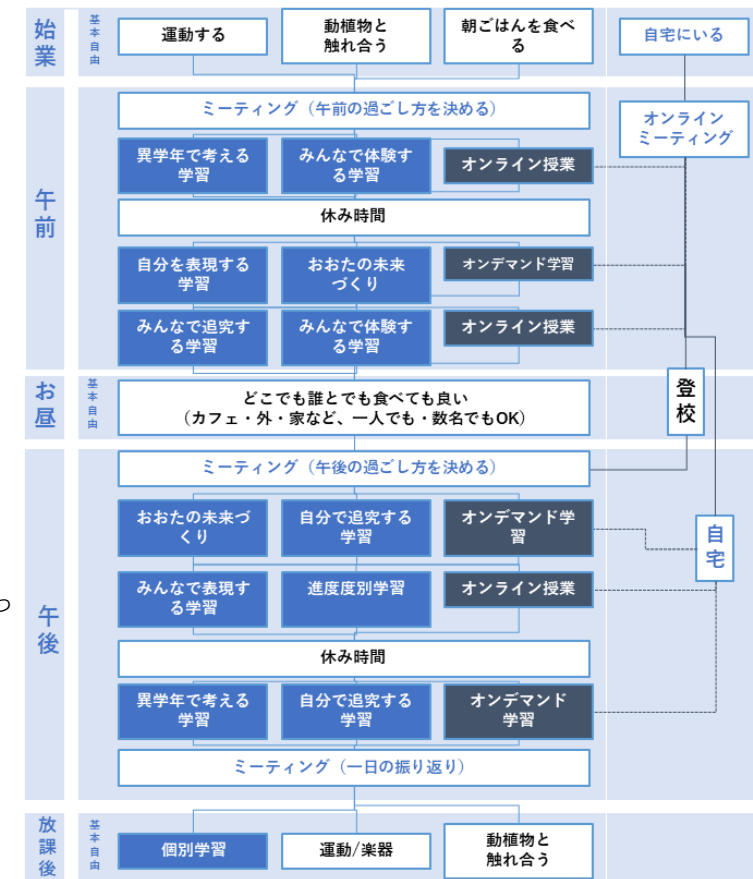 始
業
基
本
自
由
運動する
動植物と
触れ合う
朝ごはんを食べ
る
自宅にいる
午
前
ミーティング（午前の過ごし方を決める）
オンライン
ミーティング
異学年で考える
学習
みんなで体験す
る学習
オンライン授業
休み時間
自分を表現する
学習
おおたの未来
づくり
オンデマンド学習
みんなで追究す
る学習
みんなで体験す
る学習
オンライン授業
お
昼
基
本
自
由
どこでも誰とでも食べても良い
（カフェ・外・家など、一人でも・数名でもOK）
登
校
午
後
ミーティング（午後の過ごし方を決める）
おおたの未来づ
くり
自分で追究する
学習
オンデマンド学
習
自
宅
みんなで表現す
る学習
進度度別学習
オンライン授業
つ
休み時間
異学年で考える
学習
自分で追究する
学習
オンデマンド
学習
ミーティング（一日の振り返り）
放
課
後
基
本
自
由
個別学習
運動/楽器
動植物と
触れ合う